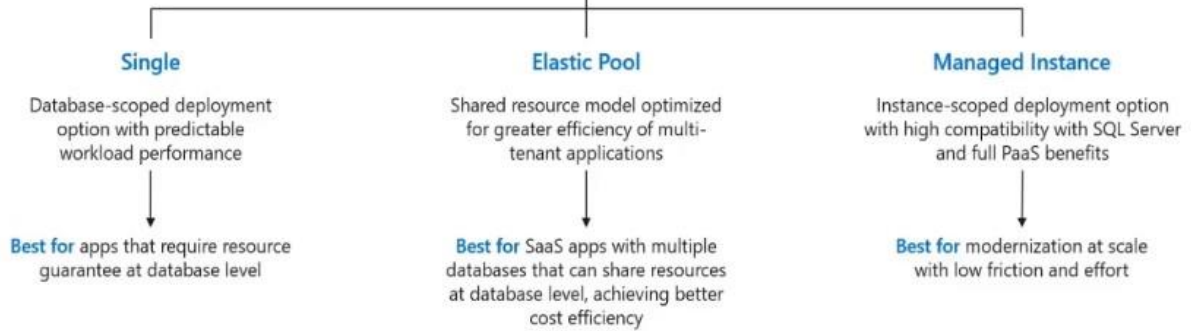 Single
Database-scoped deployment
option with predictable
workload performance
Best for apps that require resource
guarantee at database level
Elastic Pool
Shared resource model optimized
for greater efficiency of multi-
tenant applications
Best for SaaS apps with multiple
databases that can share resources
at database level, achieving better
cost efficiency
Managed Instance
Instance-scoped deployment option
with high compatibility with SQL Server
and full PaaS benefits
Best for modernization at scale
with low friction and effort